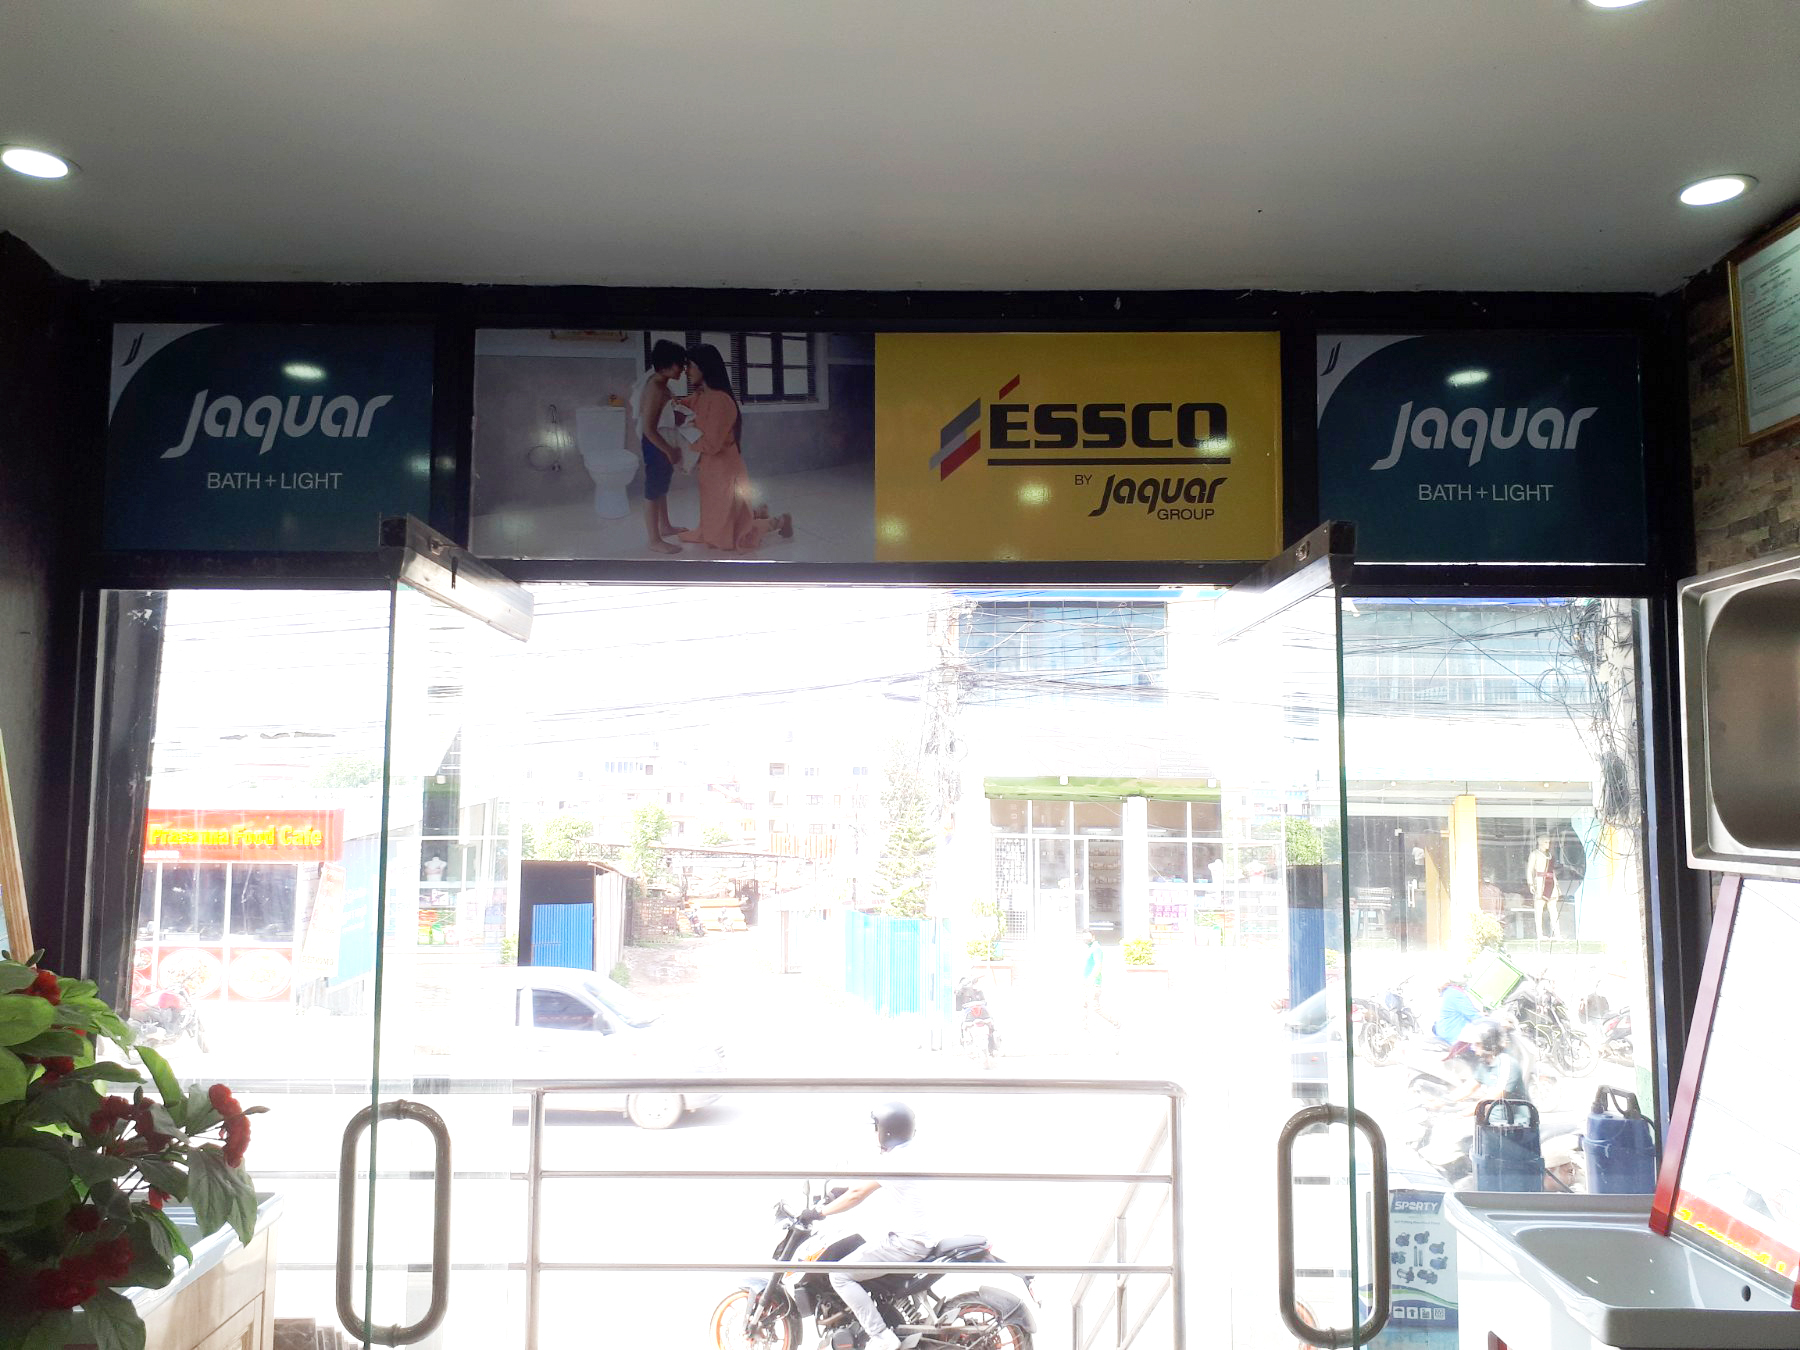 Jaquar
BATH + LIGHT
ESSCO
BY Jaquar
GROUP
Jaquar
BATH + LIGHT
Prasanna Food Cafe
SPORTY